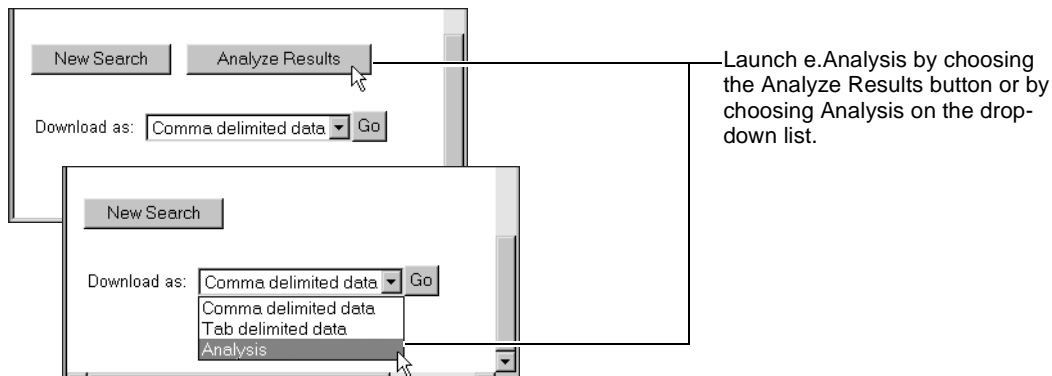 New Search Analyze Results
Download as: Comma delimited data Go
Launch e.Analysis by choosing
the Analyze Results button or by
choosing Analysis on the drop-
down list.
New Search
Download as: Comma delimited data Go
Comma delimited data
Tab delimited data
Analysis